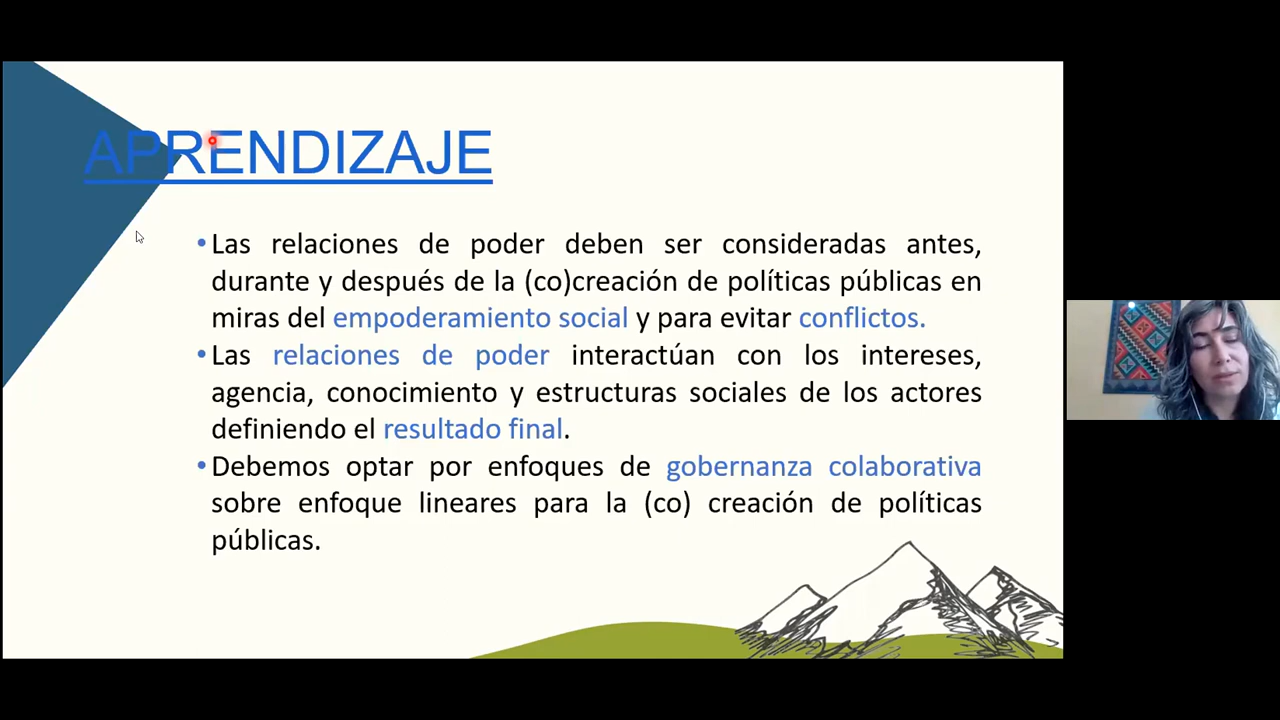 APRENDIZAJE
•Las relaciones de poder deben ser consideradas antes,
durante y después de la (co)creación de políticas públicas en
miras del empoderamiento social y para evitar conflictos.
•Las relaciones de poder interactúan con los intereses,
agencia, conocimiento y estructuras sociales de los actores
definiendo el resultado final.
•Debemos optar por enfoques de gobernanza colaborativa
sobre enfoque lineares para la (co) creación de políticas
públicas.